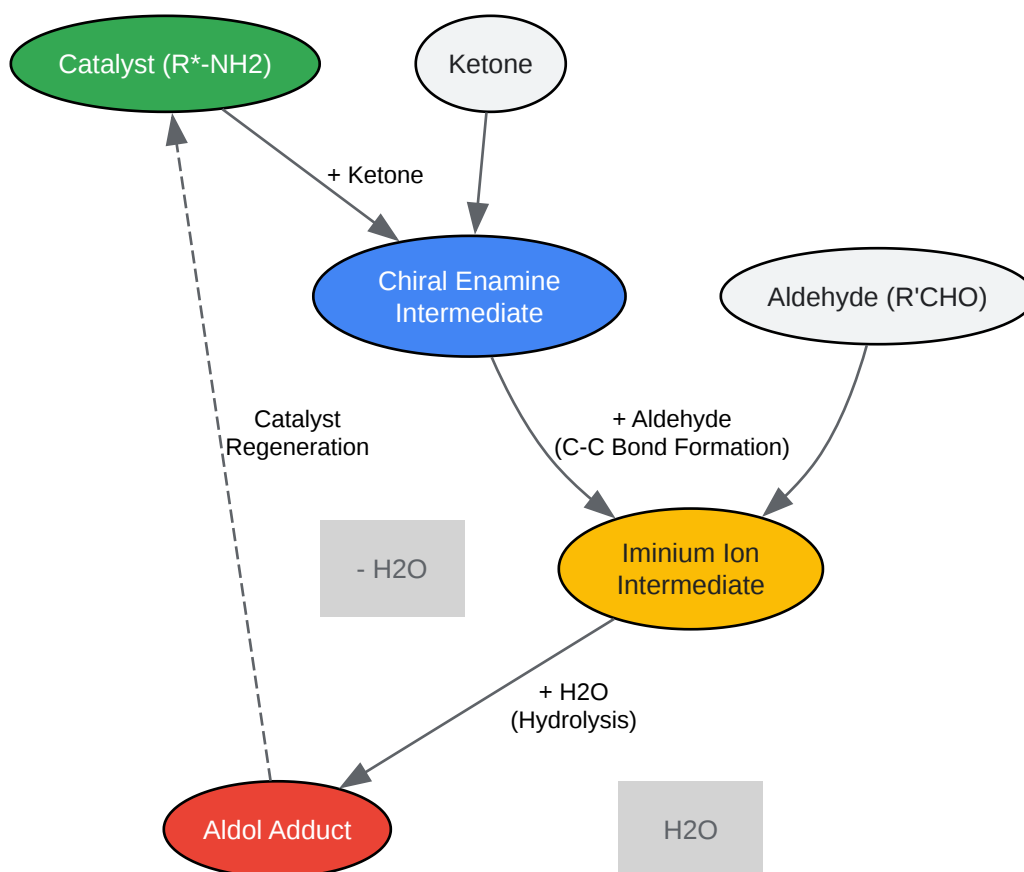 Catalyst (R*-NH2)
Ketone
+ Ketone
Chiral Enamine
Intermediate
Aldehyde (R'CHO)
Catalyst
Regeneration
+ Aldehyde
(C-C Bond Formation)
- H2O
Iminium Ion
Intermediate
+ H2O
(Hydrolysis)
Aldol Adduct
H2O